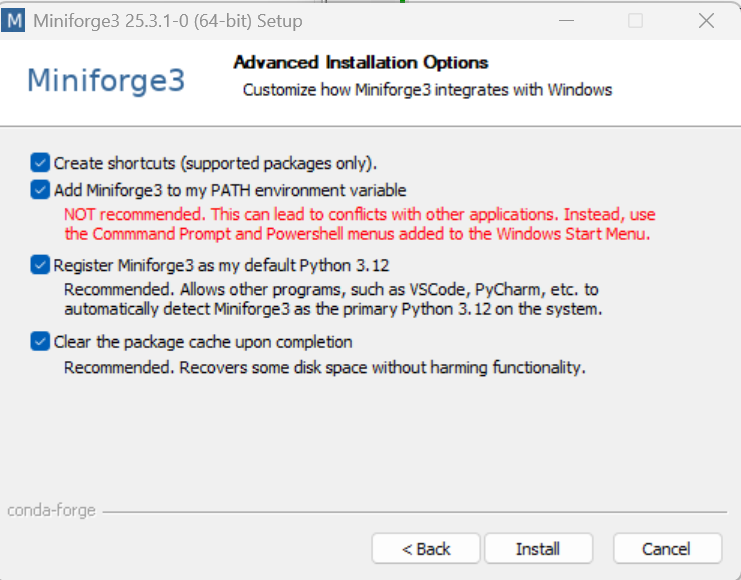 M Miniforge3 25.3.1-0 (64-bit) Setup
Miniforge3
Advanced Installation Options
Customize how Miniforge3 integrates with Windows
Create shortcuts (supported packages only).
Add Miniforge3 to my PATH environment variable
NOT recommended. This can lead to conflicts with other applications. Instead, use
the Commmand Prompt and Powershell menus added to the Windows Start Menu.
Register Miniforge3 as my default Python 3.12
Recommended. Allows other programs, such as VSCode, PyCharm, etc. to
automatically detect Miniforge3 as the primary Python 3.12 on the system.
Clear the package cache upon completion
Recommended. Recovers some disk space without harming functionality.
conda-forge
< Back
Install
Cancel